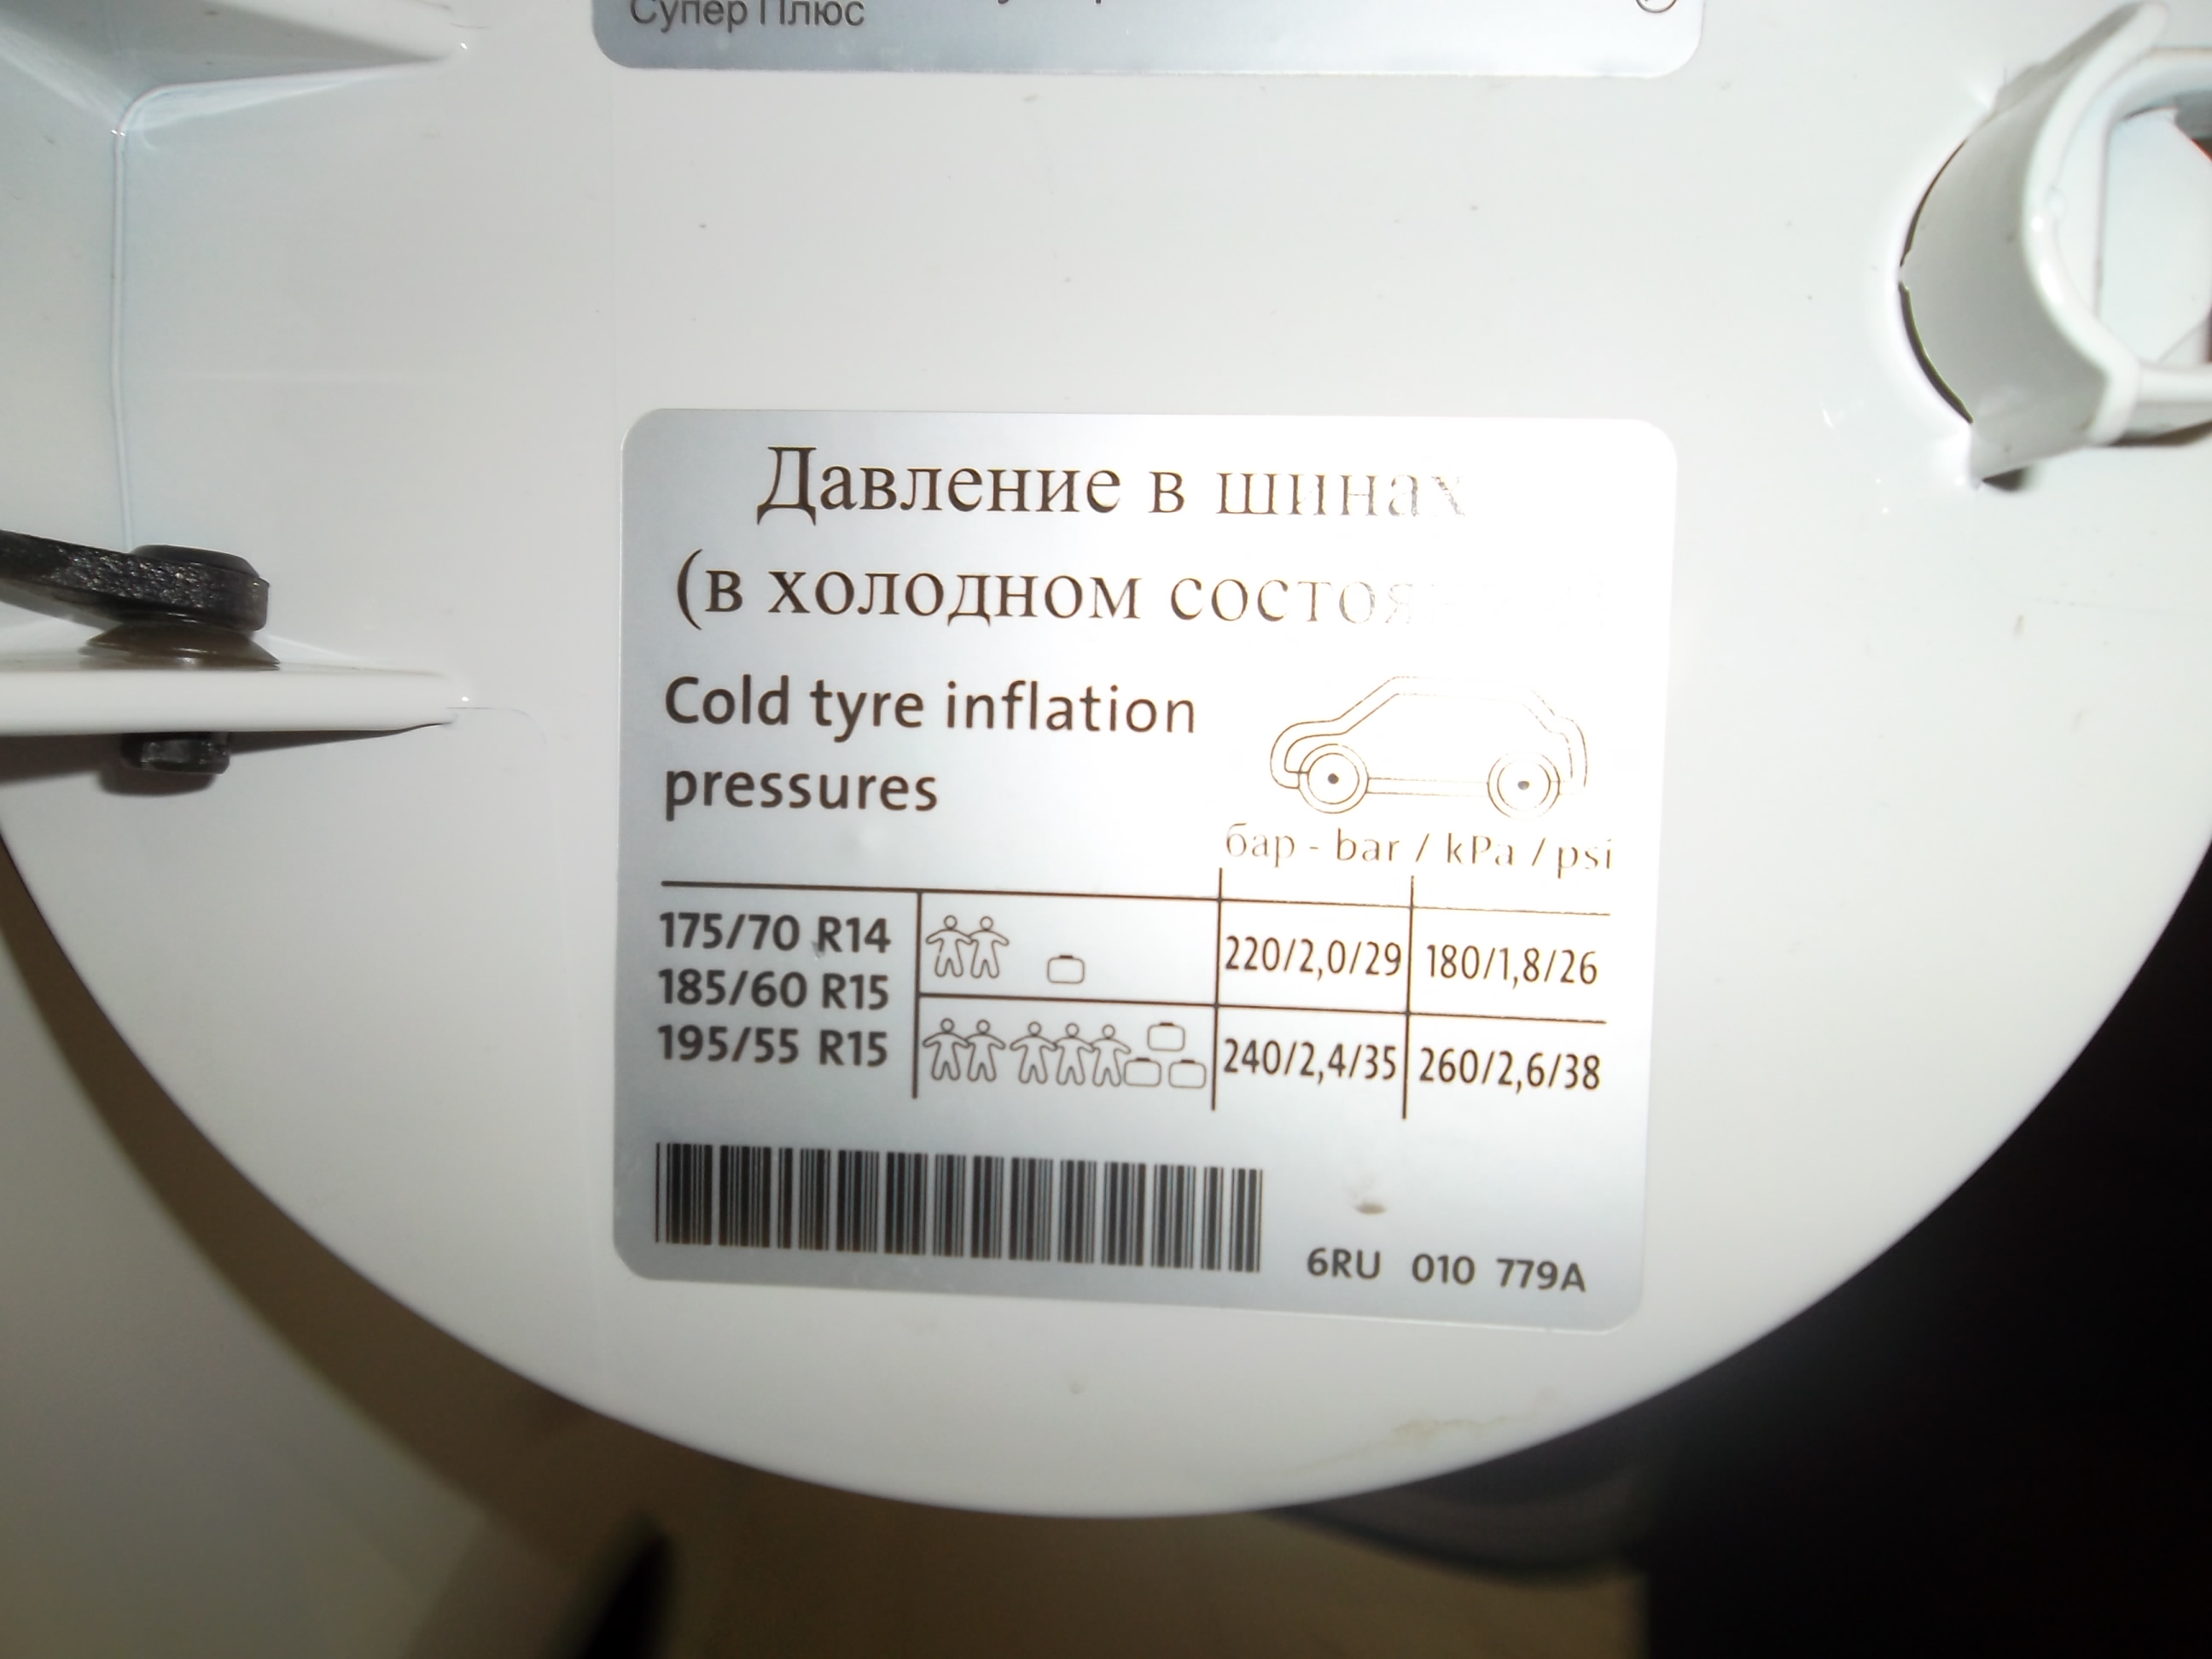 Супер Плюс
Давление в шинах
(в холодном
Cold tyre inflation
pressures
бар - bar / kPa / psi
175/70 R14
185/60 R15
195/55 R15
220/2,0/29 180/1,8/26
240/2,4/35 260/2,6/38
6RU 010 779A